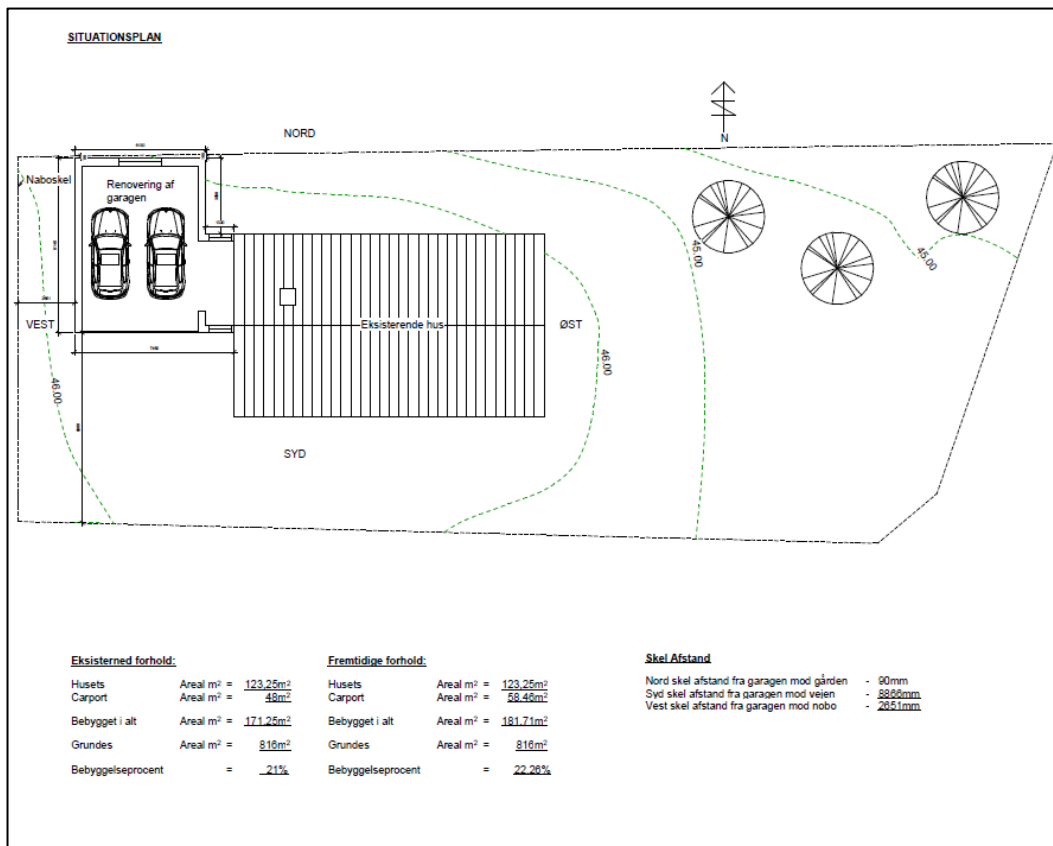 SITUATIONSPLAN
NORD
N
Naboskel
Renovering af
garagen
45.00
45.00
VEST
Eksisterende hus
ØST
46.00
46.00
SYD
Eksisterned forhold:
Husets Areal m² = 123,25m²
Carport Areal m² = 48m²
Bebygget i alt Areal m² = 171,25m²
Grundes Areal m² = 816m²
Bebyggelseprocent = 21%
Fremtidige forhold:
Husets Areal m² = 123,25m²
Carport Areal m² = 58.46m²
Bebygget i alt Areal m² = 181.71m²
Grundes Areal m² = 816m²
Bebyggelseprocent = 22.26%
Skel Afstand
Nord skel afstand fra garagen mod gården - 90mm
Syd skel afstand fra garagen mod vejen - 8866mm
Vest skel afstand fra garagen mod nobo - 2651mm